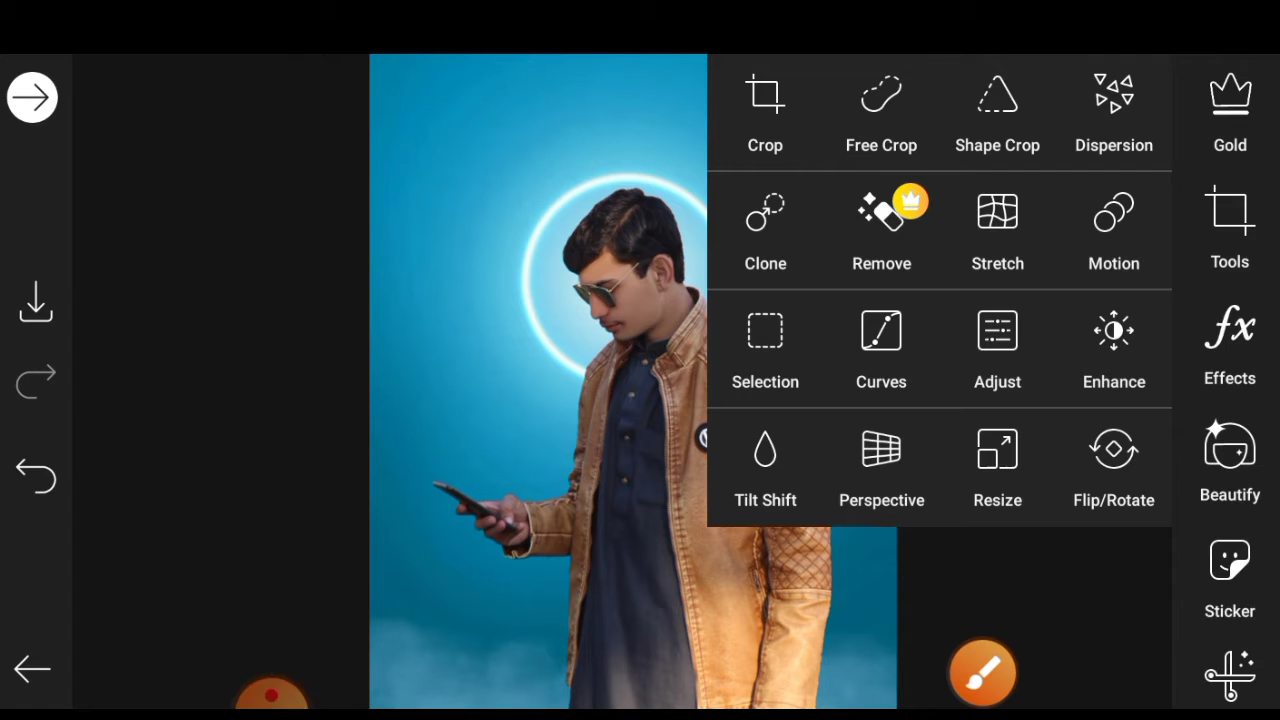 Crop Free Crop Shape Crop Dispersion
Clone Remove Stretch Motion
Selection Curves Adjust Enhance
Tilt Shift Perspective Resize Flip/Rotate
Gold
Tools
fx
Effects
Beautify
Sticker